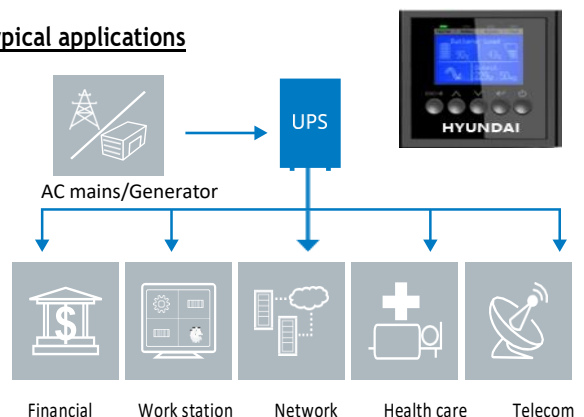 ypical applications
UPS
AC mains/Generator
HYUNDAI
$
Financial
Work station
Network
Health care
Telecom